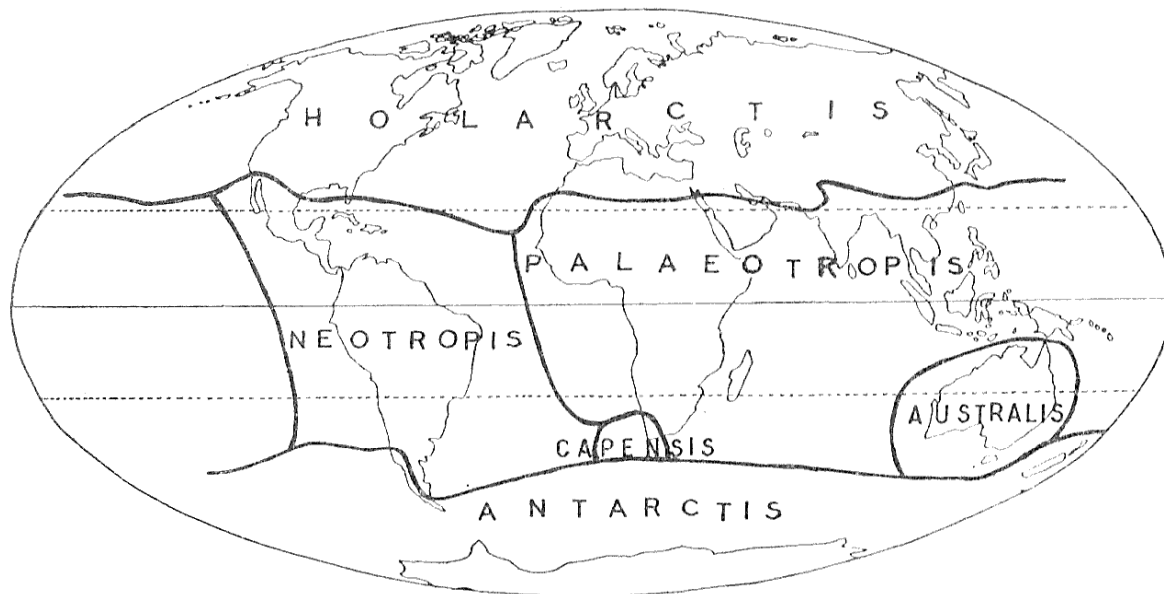 HOLARCTIS
PALAEOTROPIS
NEOTROPIS
AUSTRALIS
CAPENSIS
ANTARCTIS